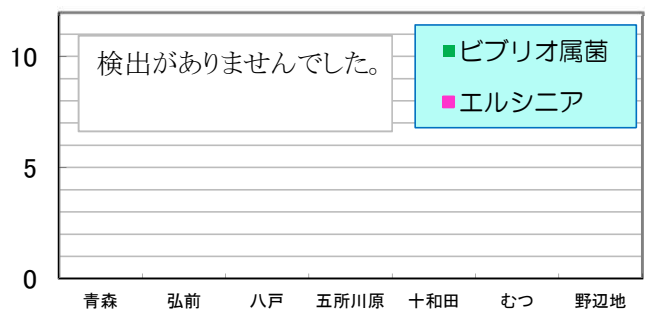 10
検出がありませんでした。
ビブリオ属菌
エルシニア
5
0
青森 弘前 八戸 五所川原 十和田 むつ 野辺地